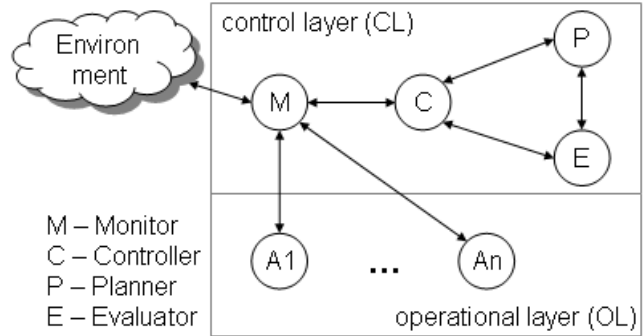 Environ
ment
control layer (CL)
P
M
C
E
M – Monitor
C – Controller
P – Planner
E – Evaluator
A1
...
An
operational layer (OL)